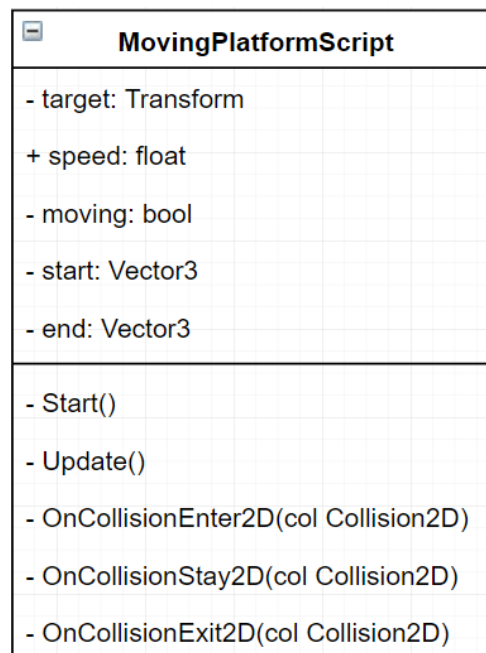 MovingPlatformScript
- target: Transform
+ speed: float
- moving: bool
- start: Vector3
- end: Vector3
- Start()
- Update()
- OnCollisionEnter2D(col Collision2D)
- OnCollisionStay2D(col Collision2D)
- OnCollisionExit2D(col Collision2D)